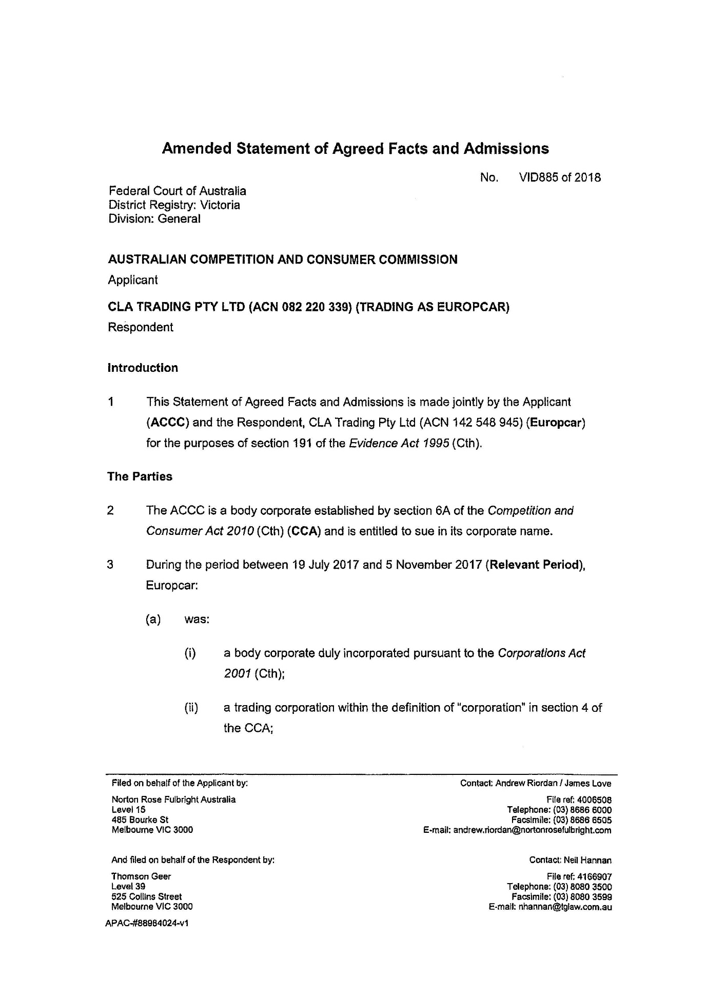 Amended Statement of Agreed Facts and Admissions
No. VID885 of 2018
Federal Court of Australia
District Registry: Victoria
Division: General
AUSTRALIAN COMPETITION AND CONSUMER COMMISSION
Applicant
CLA TRADING PTY LTD (ACN 082 220 339) (TRADING AS EUROPCAR)
Respondent
Introduction
1 This Statement of Agreed Facts and Admissions is made jointly by the Applicant
(ACCC) and the Respondent, CLA Trading Pty Ltd (ACN 142 548 945) (Europcar)
for the purposes of section 191 of the Evidence Act 1995 (Cth).
The Parties
2 The ACCC is a body corporate established by section 6A of the Competition and
Consumer Act 2010 (Cth) (CCA) and is entitled to sue in its corporate name.
3 During the period between 19 July 2017 and 5 November 2017 (Relevant Period),
Europcar:
(a) was:
(i) a body corporate duly incorporated pursuant to the Corporations Act
2001 (Cth);
(ii) a trading corporation within the definition of "corporation" in section 4 of
the CCA;
Filed on behalf of the Applicant by: Contact: Andrew Riordan / James Love
Norton Rose Fulbright Australia File ref: 4006508
Level 15 Telephone: (03) 8686 6000
485 Bourke St Facsimile: (03) 8686 6505
Melbourne VIC 3000 E-mail: andrew.riordan@nortonrosefulbright.com
And filed on behalf of the Respondent by: Contact: Neil Hannan
Thomson Geer File ref: 4166907
Level 39 Telephone: (03) 8080 3500
525 Collins Street Facsimile: (03) 8080 3599
Melbourne VIC 3000 E-mail: nhannan@tglaw.com.au
APAC-#88984024-v1